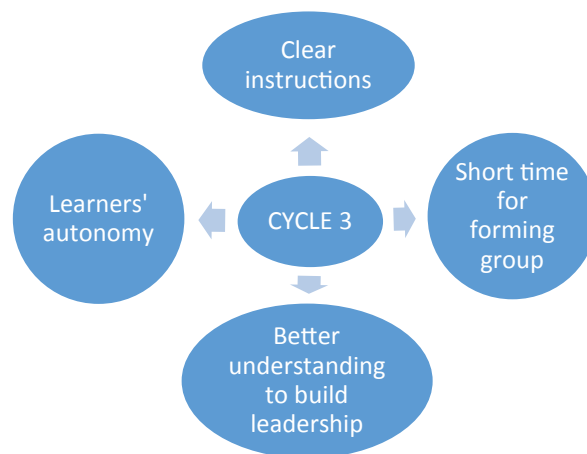 Clear
instructions
Learners'
autonomy
CYCLE 3
Short time
for
forming
group
Better
understanding
to build
leadership